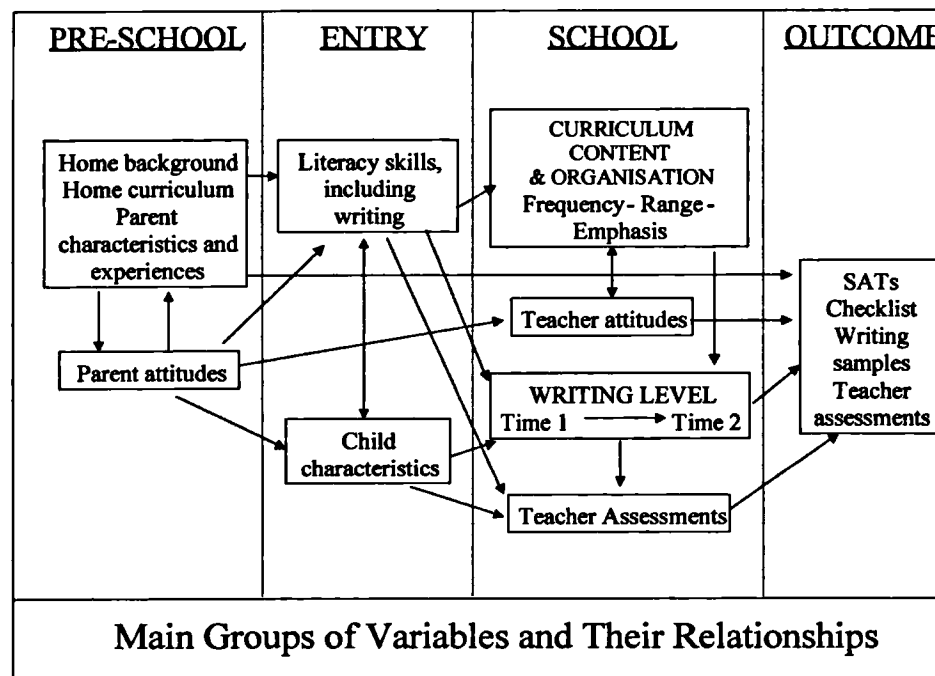 PRE-SCHOOL
ENTRY
SCHOOL
OUTCOME
Home background
Home curriculum
Parent
characteristics and
experiences
Parent attitudes
Literacy skills,
including
writing
Child
characteristics
CURRICULUM
CONTENT
& ORGANISATION
Frequency - Range -
Emphasis
Teacher attitudes
WRITING LEVEL
Time 1 Time 2
Teacher Assessments
SATs
Checklist
Writing
samples
Teacher
assessments
Main Groups of Variables and Their Relationships